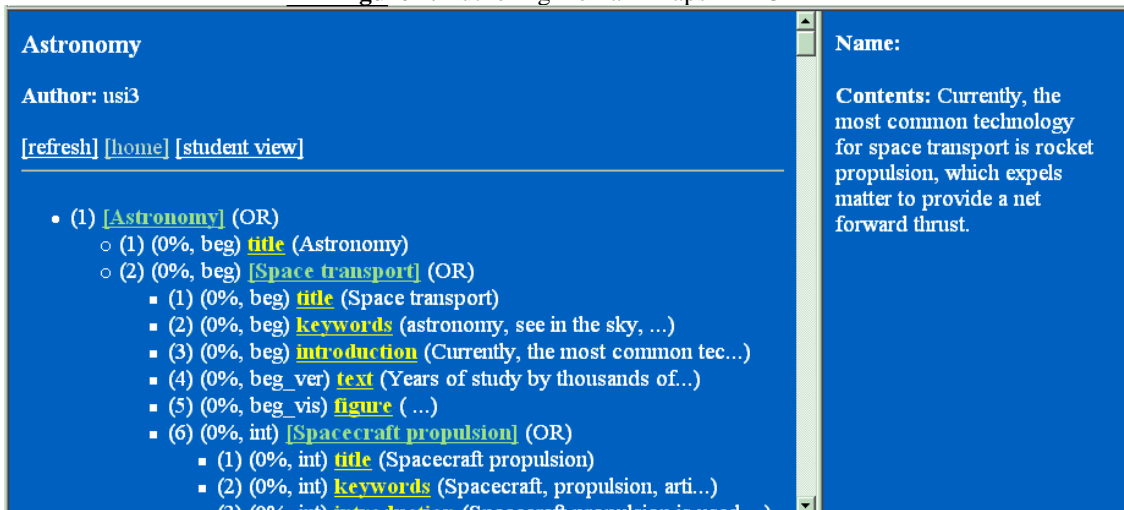 Astronomy
Author: usi3
[refresh] [home] [student view]
(1) [Astronomy] (OR)
(1) (0%, beg) title (Astronomy)
(2) (0%, beg) [Space transport] (OR)
(1) (0%, beg) title (Space transport)
(2) (0%, beg) keywords (astronomy, see in the sky, ...)
(3) (0%, beg) introduction (Currently, the most common tec...)
(4) (0%, beg_ver) text (Years of study by thousands of...)
(5) (0%, beg_vis) figure ( ...)
(6) (0%, int) [Spacecraft propulsion] (OR)
(1) (0%, int) title (Spacecraft propulsion)
(2) (0%, int) keywords (Spacecraft, propulsion, arti...)
Name:
Contents: Currently, the
most common technology
for space transport is rocket
propulsion, which expels
matter to provide a net
forward thrust.